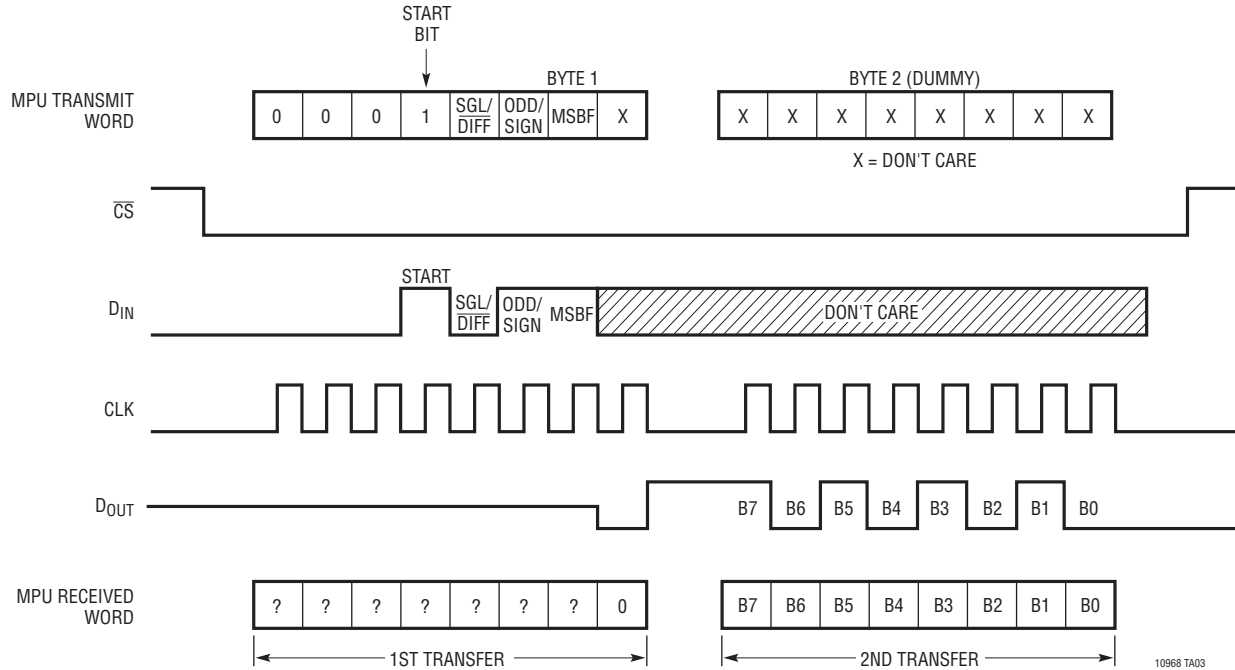 START
BIT
BYTE 1
BYTE 2 (DUMMY)
MPU TRANSMIT
WORD
0 0 0 1 SGL/DIFF ODD/SIGN MSBF X
X X X X X X X X
X = DON'T CARE
CS
START
DIN
SGL/DIFF ODD/SIGN MSBF DON'T CARE
CLK
DOUT
B7 B6 B5 B4 B3 B2 B1 B0
MPU RECEIVED
WORD
? ? ? ? ? ? ? 0
B7 B6 B5 B4 B3 B2 B1 B0
1ST TRANSFER
2ND TRANSFER
10968 TA03